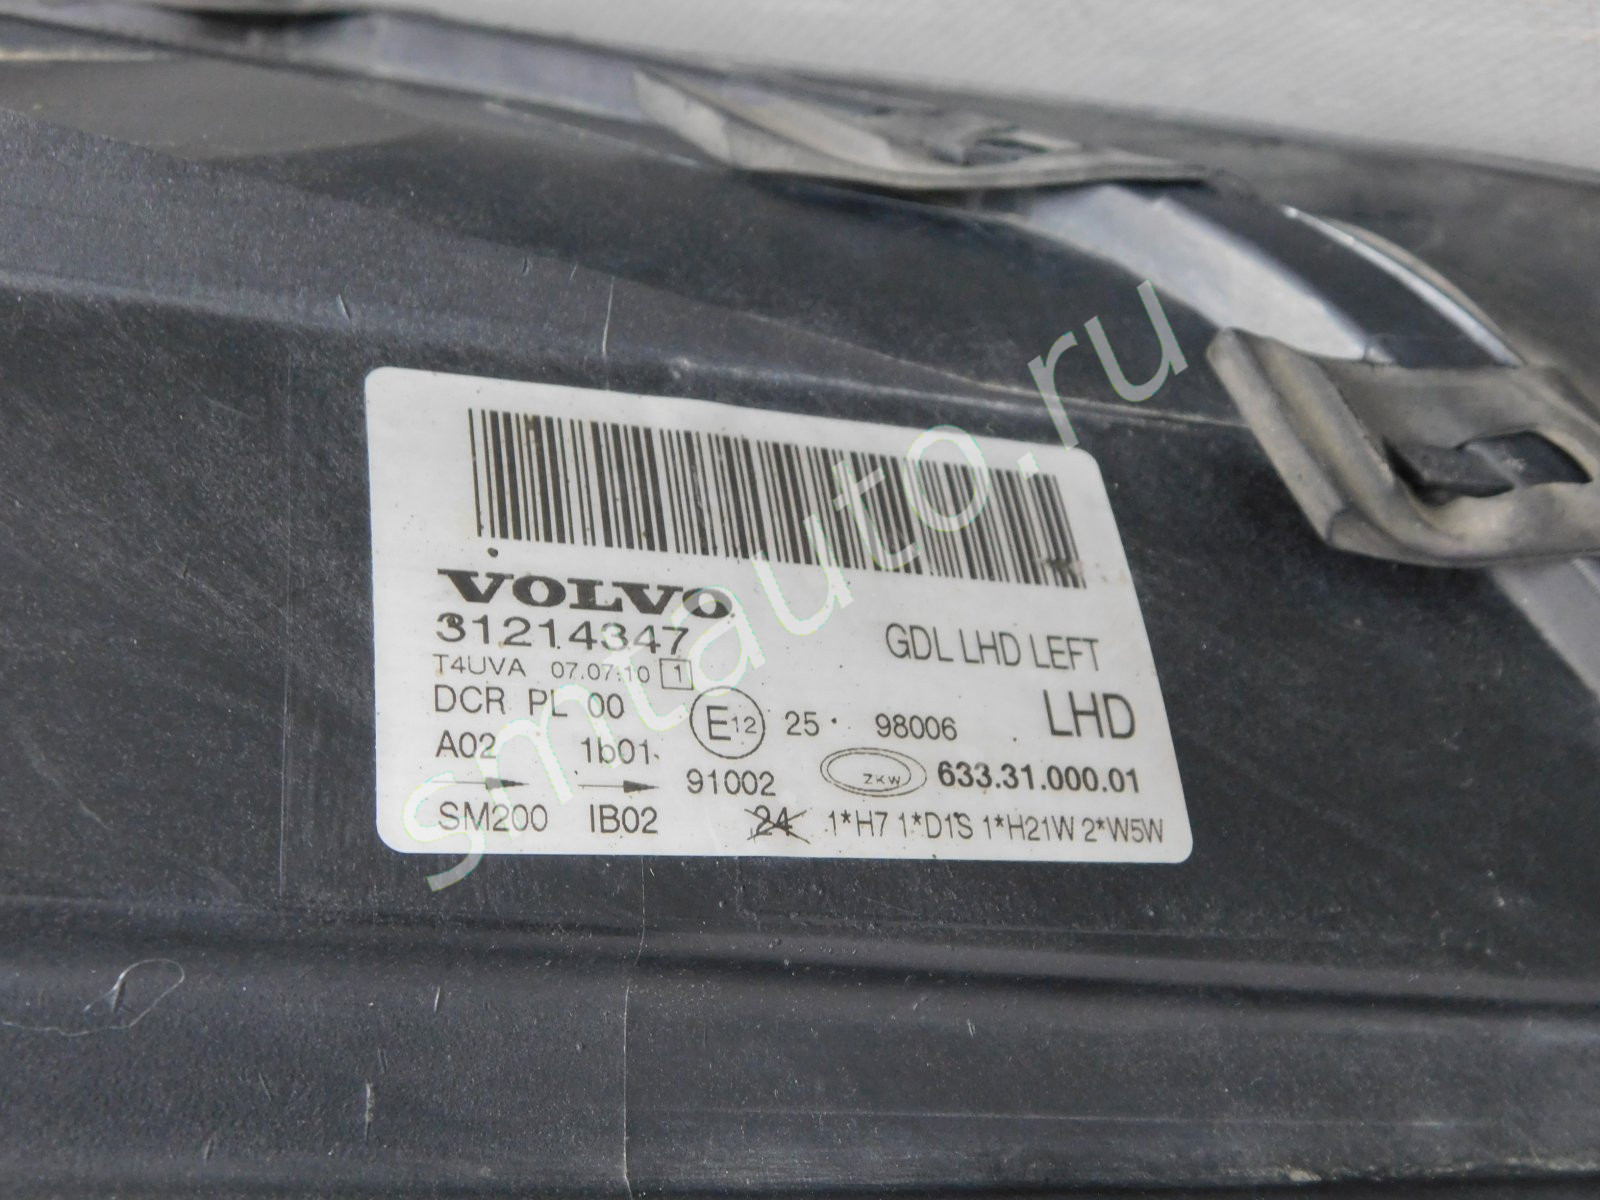 VOLVO
31214347
GDL LHD LEFT
T4UVA 07.07.10 1
DCR PL 00
E12 25 98006 LHD
A02 1b01
91002 ZKW 633.31.000.01
SM200 IB02 24 1*H7 1*D1S 1*H21W 2*W5W
smtauto.ru